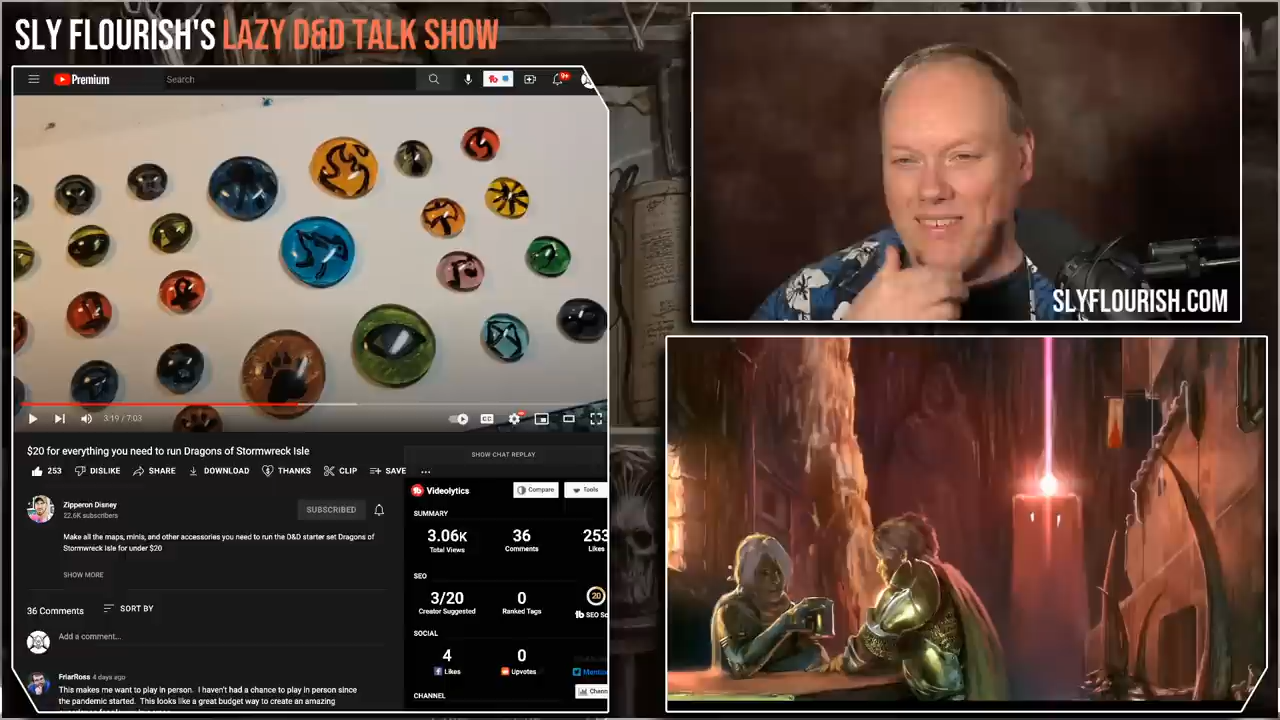 SLY FLOURISH'S LAZY D&D TALK SHOW
Premium
Search
9+
3:19 / 7:03
CC
$20 for everything you need to run Dragons of Stormwreck Isle
253
DISLIKE
SHARE
DOWNLOAD
THANKS
CLIP
SAVE
...
SHOW CHAT REPLAY
Zipperon Disney
22.6K subscribers
SUBSCRIBED
Make all the maps, minis, and other accessories you need to run the D&D starter set Dragons of
Stormwreck Isle for under $20
SHOW MORE
36 Comments
SORT BY
Add a comment...
FriarRoss 4 days ago
This makes me want to play in person. I haven't had a chance to play in person since
the pandemic started. This looks like a great budget way to create an amazing
Videolytics
Compare
Tools
SUMMARY
3.06K
Total Views
36
Comments
253
Likes
SEO
3/20
Creator Suggested
0
Ranked Tags
20
SOCIAL
4
Likes
0
Upvotes
CHANNEL
SLYFLOURISH.COM